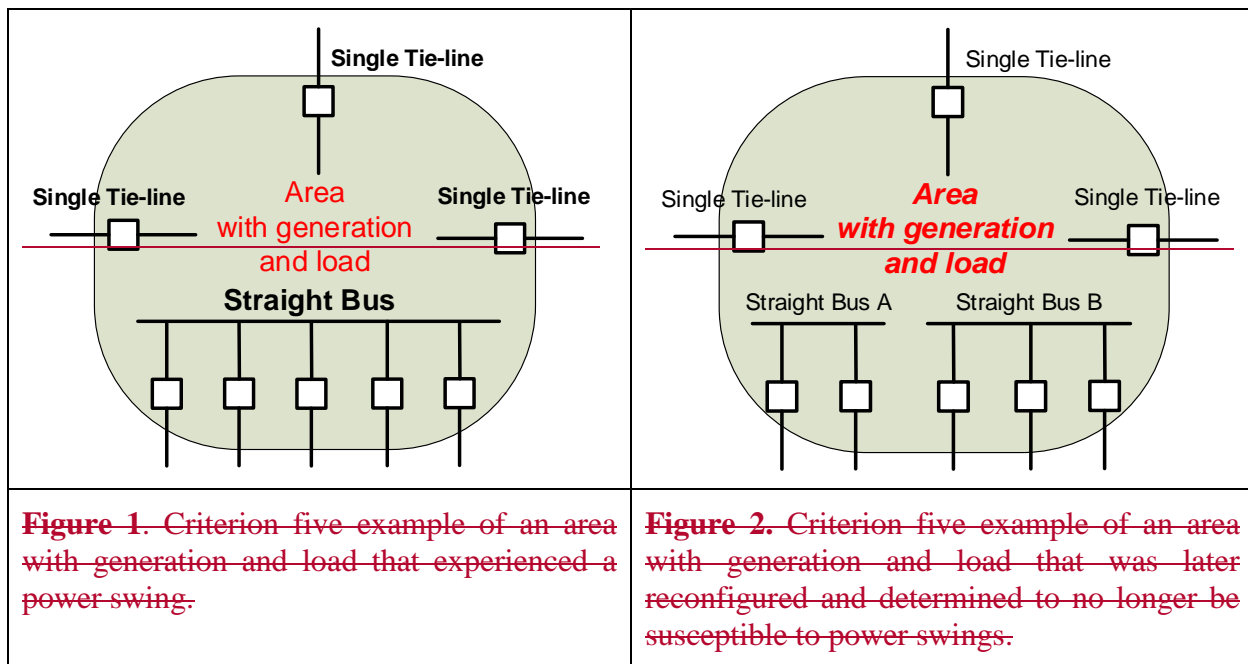 Single Tie-line
Single Tie-line
Single Tie-line
Area
with generation
and load
Straight Bus
Figure 1. Criterion five example of an area
with generation and load that experienced a
power swing.
Single Tie-line
Single Tie-line
Single Tie-line
Area
with generation
and load
Straight Bus A
Straight Bus B
Figure 2. Criterion five example of an area
with generation and load that was later
reconfigured and determined to no longer be
susceptible to power swings.